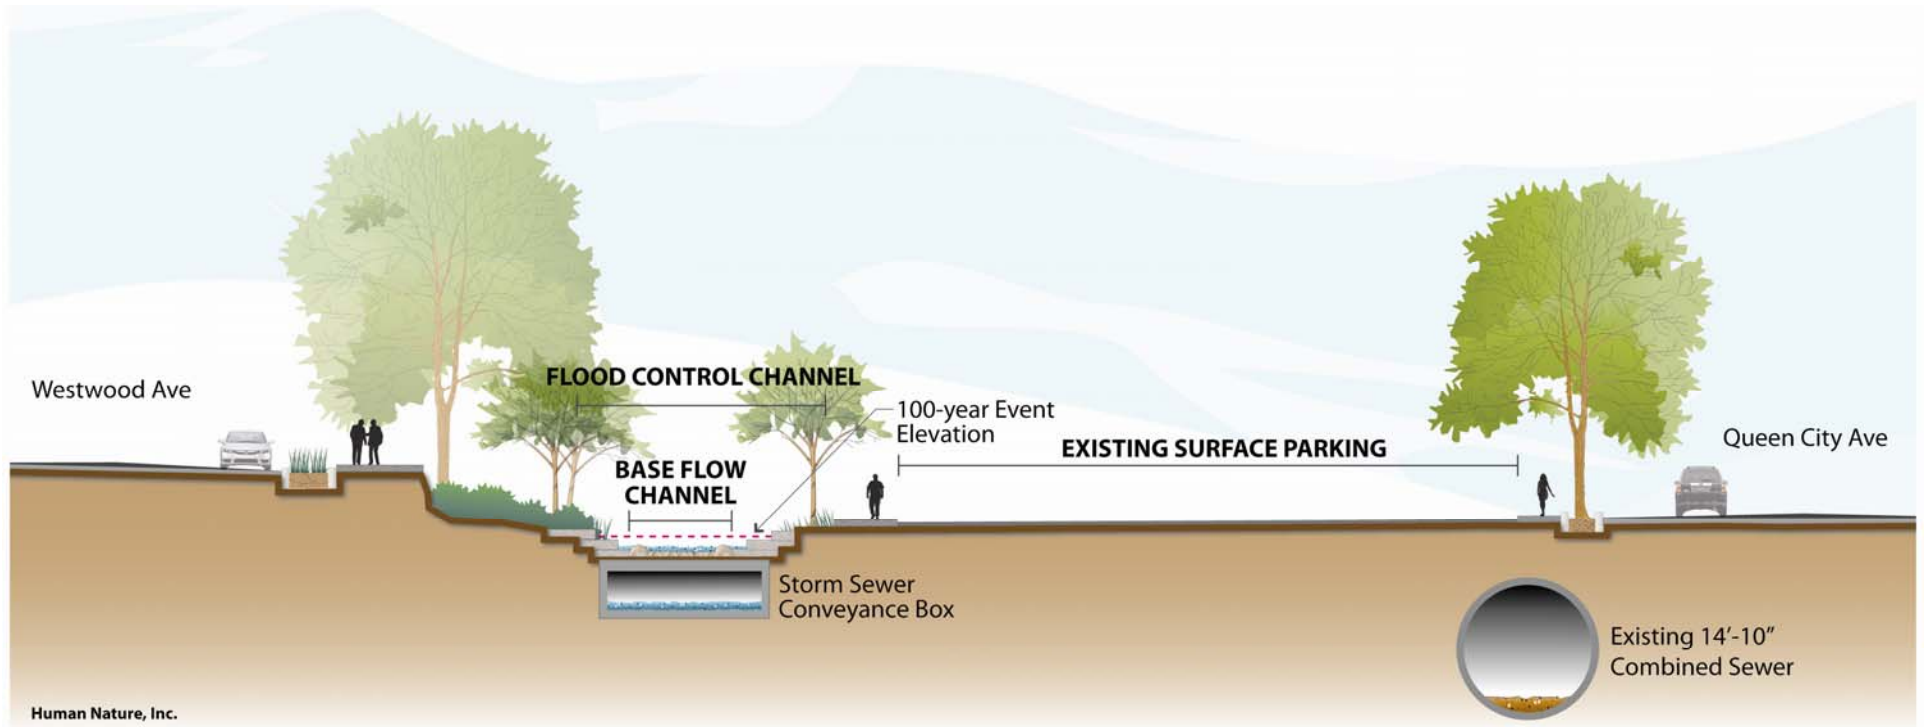 Westwood Ave
FLOOD CONTROL CHANNEL
BASE FLOW
CHANNEL
100-year Event
Elevation
EXISTING SURFACE PARKING
Queen City Ave
Storm Sewer
Conveyance Box
Existing 14’-10”
Combined Sewer
Human Nature, Inc.